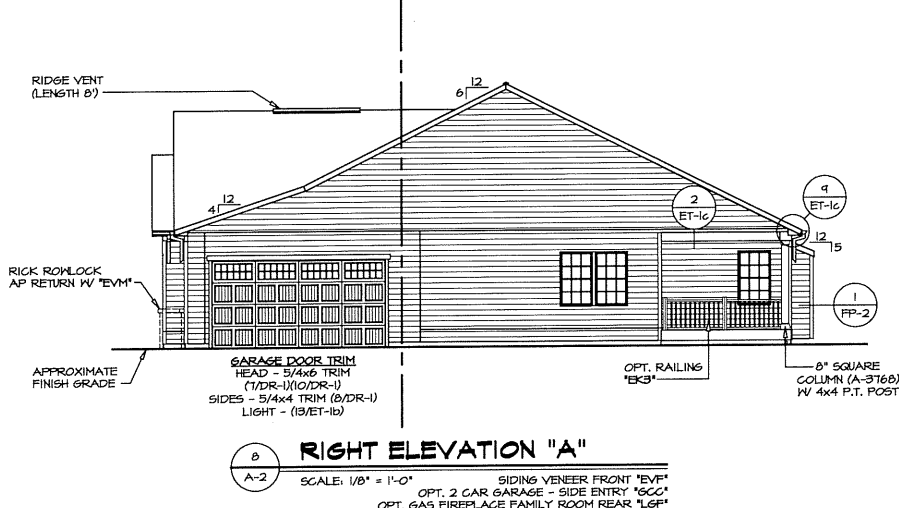 RIDGE VENT
(LENGTH 8')
12
6
12
4
2
ET-1c
9
ET-1c
12
5
RICK ROWLOCK
AP RETURN W/ "EVM"
1
FP-2
APPROXIMATE
FINISH GRADE
GARAGE DOOR TRIM
HEAD - 5/4x6 TRIM
(7/DR-1)(10/DR-1)
SIDES - 5/4x4 TRIM (8/DR-1)
LIGHT - (13/ET-1b)
OPT. RAILING
"EK3"
8" SQUARE
COLUMN (A-3768)
W/ 4x4 P.T. POST
8
A-2
RIGHT ELEVATION "A"
SCALE: 1/8" = 1'-0"
SIDING VENEER FRONT "EVF"
OPT. 2 CAR GARAGE - SIDE ENTRY "GCC"
OPT. GAS FIREPLACE FAMILY ROOM REAR "LGF"